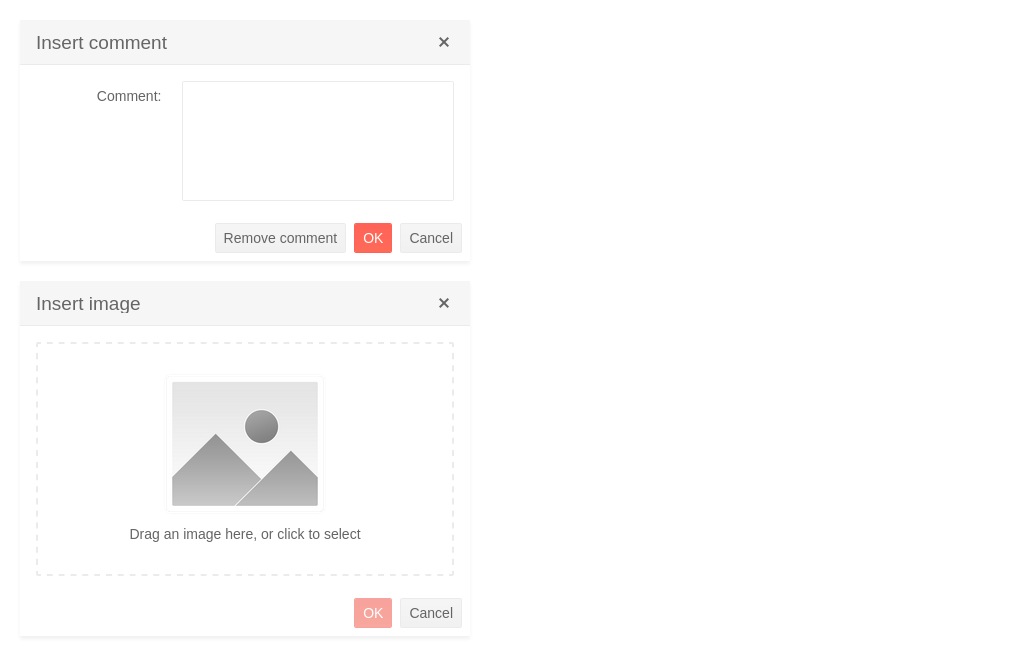 Insert comment
Comment:
Remove comment OK Cancel
Insert image
Drag an image here, or click to select
OK Cancel